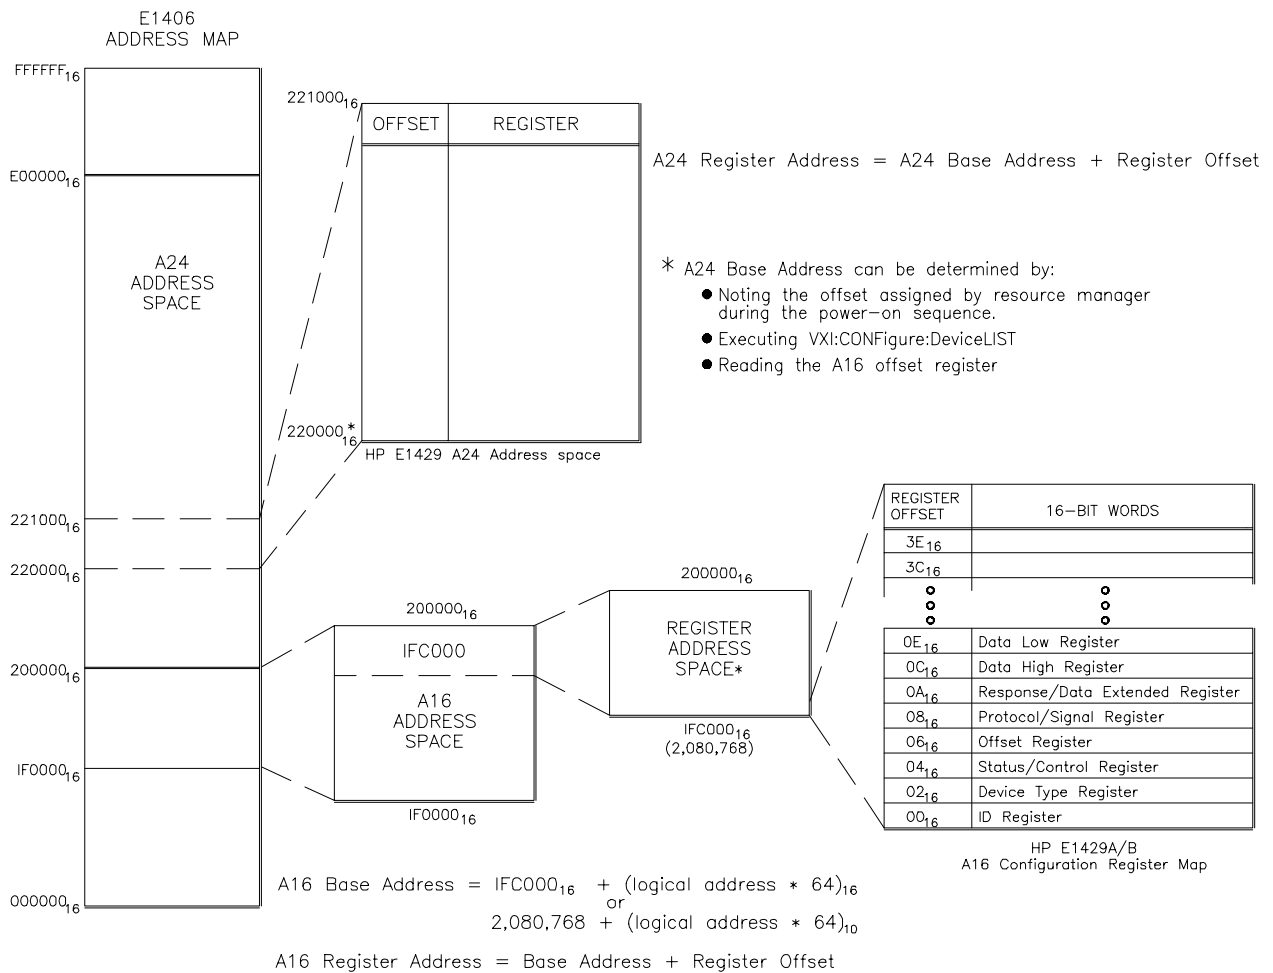 E1406
ADDRESS MAP
FFFFFF16
E0000016
A24
ADDRESS
SPACE
22100016
22000016
20000016
IF000016
00000016
22100016
OFFSET REGISTER
220000*16
HP E1429 A24 Address space
A24 Register Address = A24 Base Address + Register Offset
* A24 Base Address can be determined by:
● Noting the offset assigned by resource manager
during the power-on sequence.
● Executing VXI:CONFigure:DeviceLIST
● Reading the A16 offset register
20000016
IFC000
A16
ADDRESS
SPACE
IF000016
20000016
REGISTER
ADDRESS
SPACE*
IFC00016
(2,080,768)
REGISTER
OFFSET
16-BIT WORDS
3E16
3C16
0E16 Data Low Register
0C16 Data High Register
0A16 Response/Data Extended Register
0816 Protocol/Signal Register
0616 Offset Register
0416 Status/Control Register
0216 Device Type Register
0016 ID Register
HP E1429A/B
A16 Configuration Register Map
A16 Base Address = IFC00016 + (logical address * 64)16
or
2,080,768 + (logical address * 64)10
A16 Register Address = Base Address + Register Offset